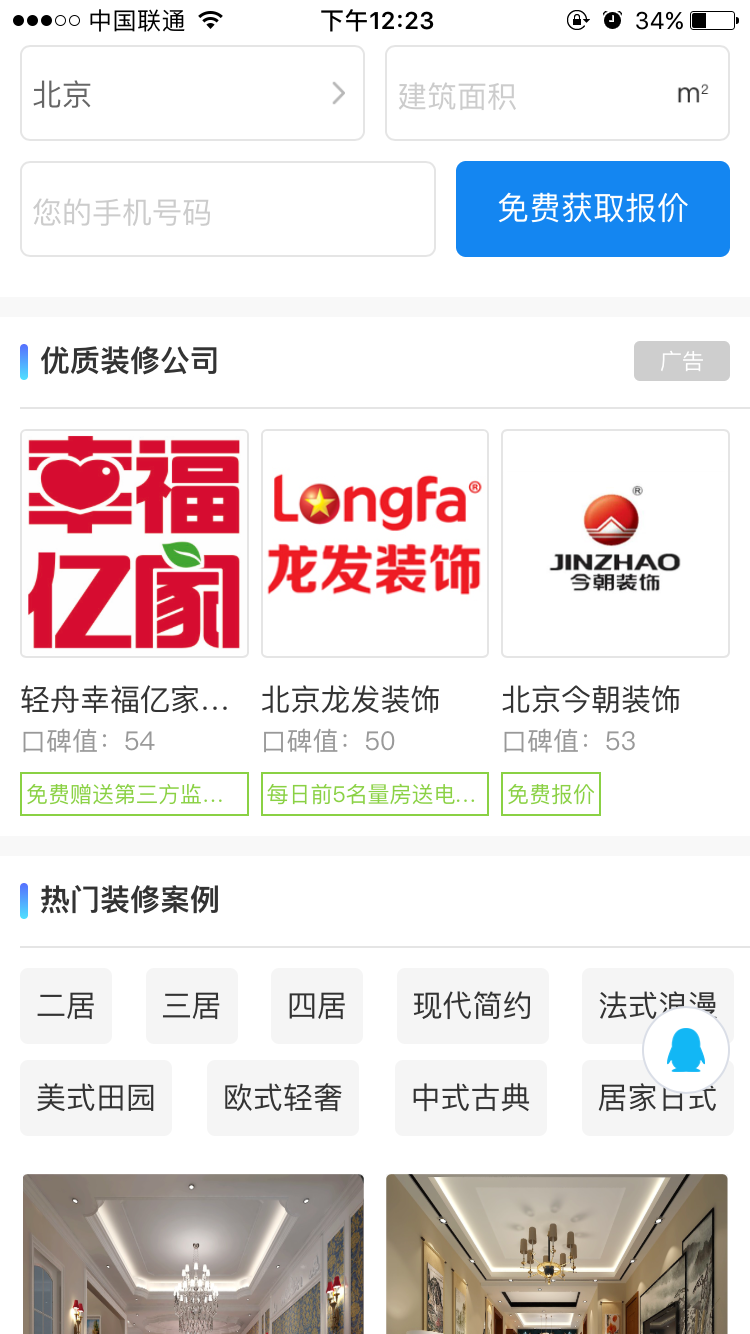 中国联通
下午12:23
34%
北京
建筑面积
m²
您的手机号码
免费获取报价
优质装修公司
广告
幸福
亿家
Longfa®
龙发装饰
®
JINZHAO
今朝装饰
轻舟幸福亿家...
北京龙发装饰
北京今朝装饰
口碑值：54
口碑值：50
口碑值：53
免费赠送第三方监...
每日前5名量房送电...
免费报价
热门装修案例
二居
三居
四居
现代简约
法式浪漫
美式田园
欧式轻奢
中式古典
居家日式